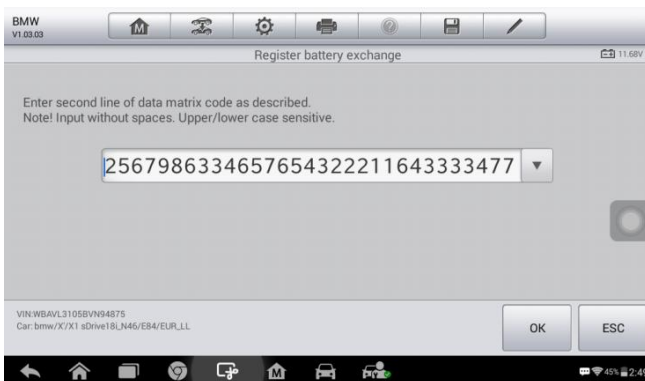 BMW
V1.03.03
Register battery exchange
11.68V
Enter second line of data matrix code as described.
Note! Input without spaces. Upper/lower case sensitive.
2567986334657654322211643333477
VIN:WBAVL3105BVN94875
Car: bmw/X'/X1 sDrive18i_N46/E84/EUR_LL
OK
ESC
45%
2:49